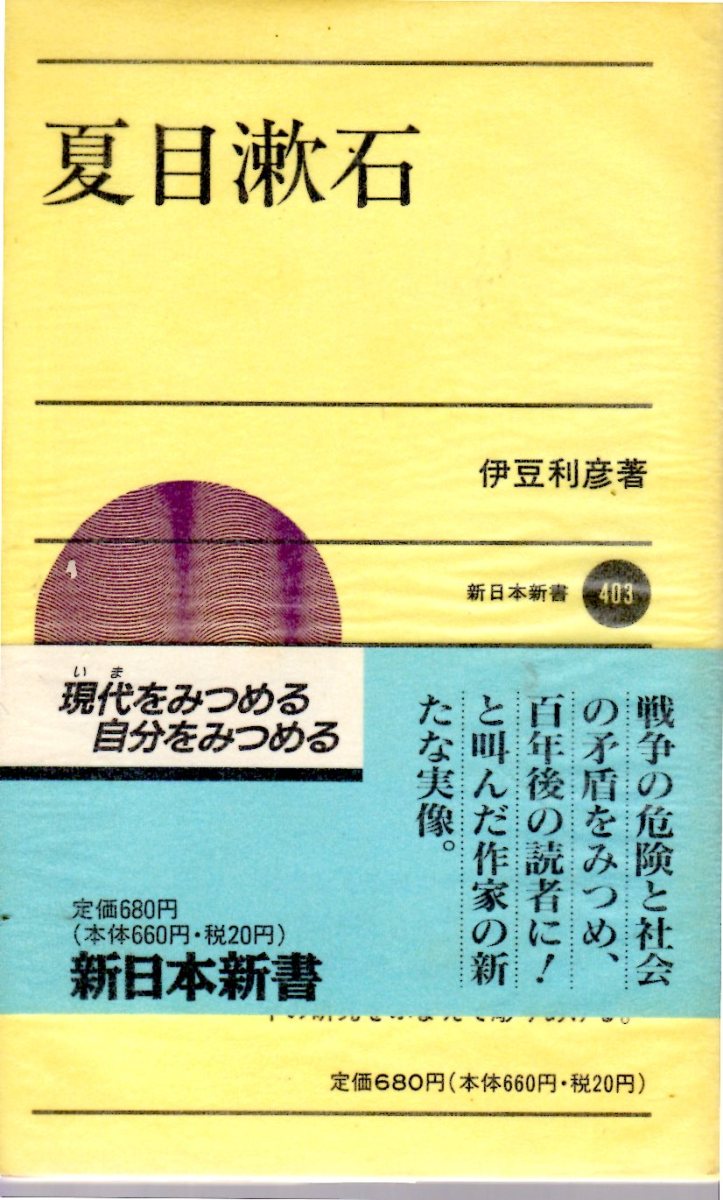 夏目漱石
伊豆利彦著
新日本新書 403
いま
現代をみつめる
自分をみつめる
戦争の危険と社会
の矛盾をみつめ、
百年後の読者に!
と叫んだ作家の新
たな実像。
定価680円
(本体660円・税20円)
新日本新書
定価680円(本体660円・税20円)